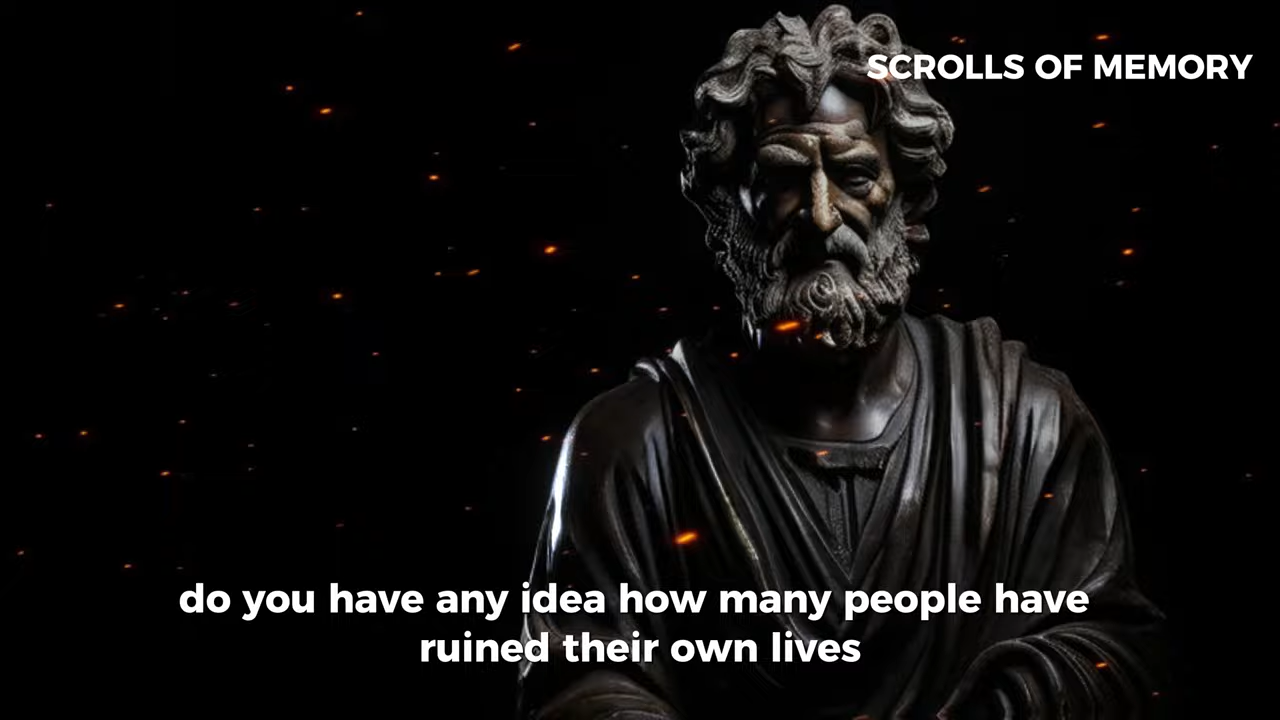 SCROLLS OF MEMORY
do you have any idea how many people have
ruined their own lives